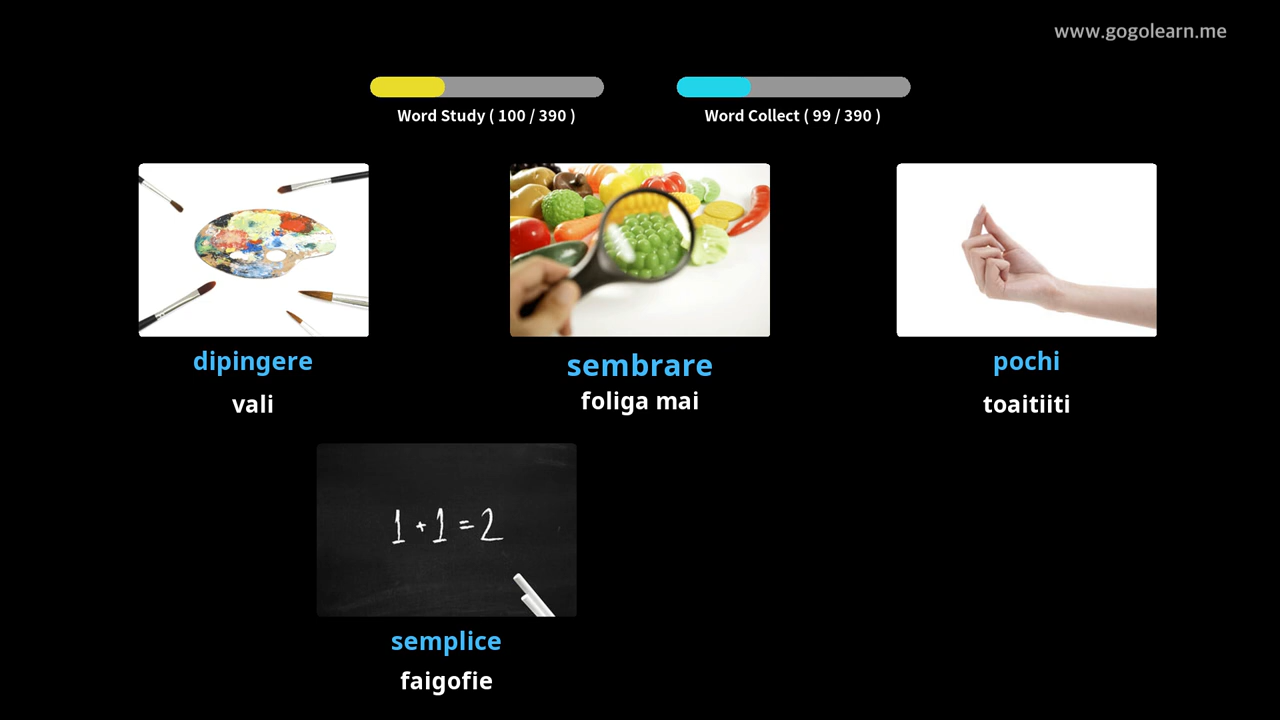 www.gogolearn.me
Word Study ( 100 / 390 )
Word Collect ( 99 / 390 )
dipingere
vali
sembrare
foliga mai
pochi
toaitiiti
1 + 1 = 2
semplice
faigofie